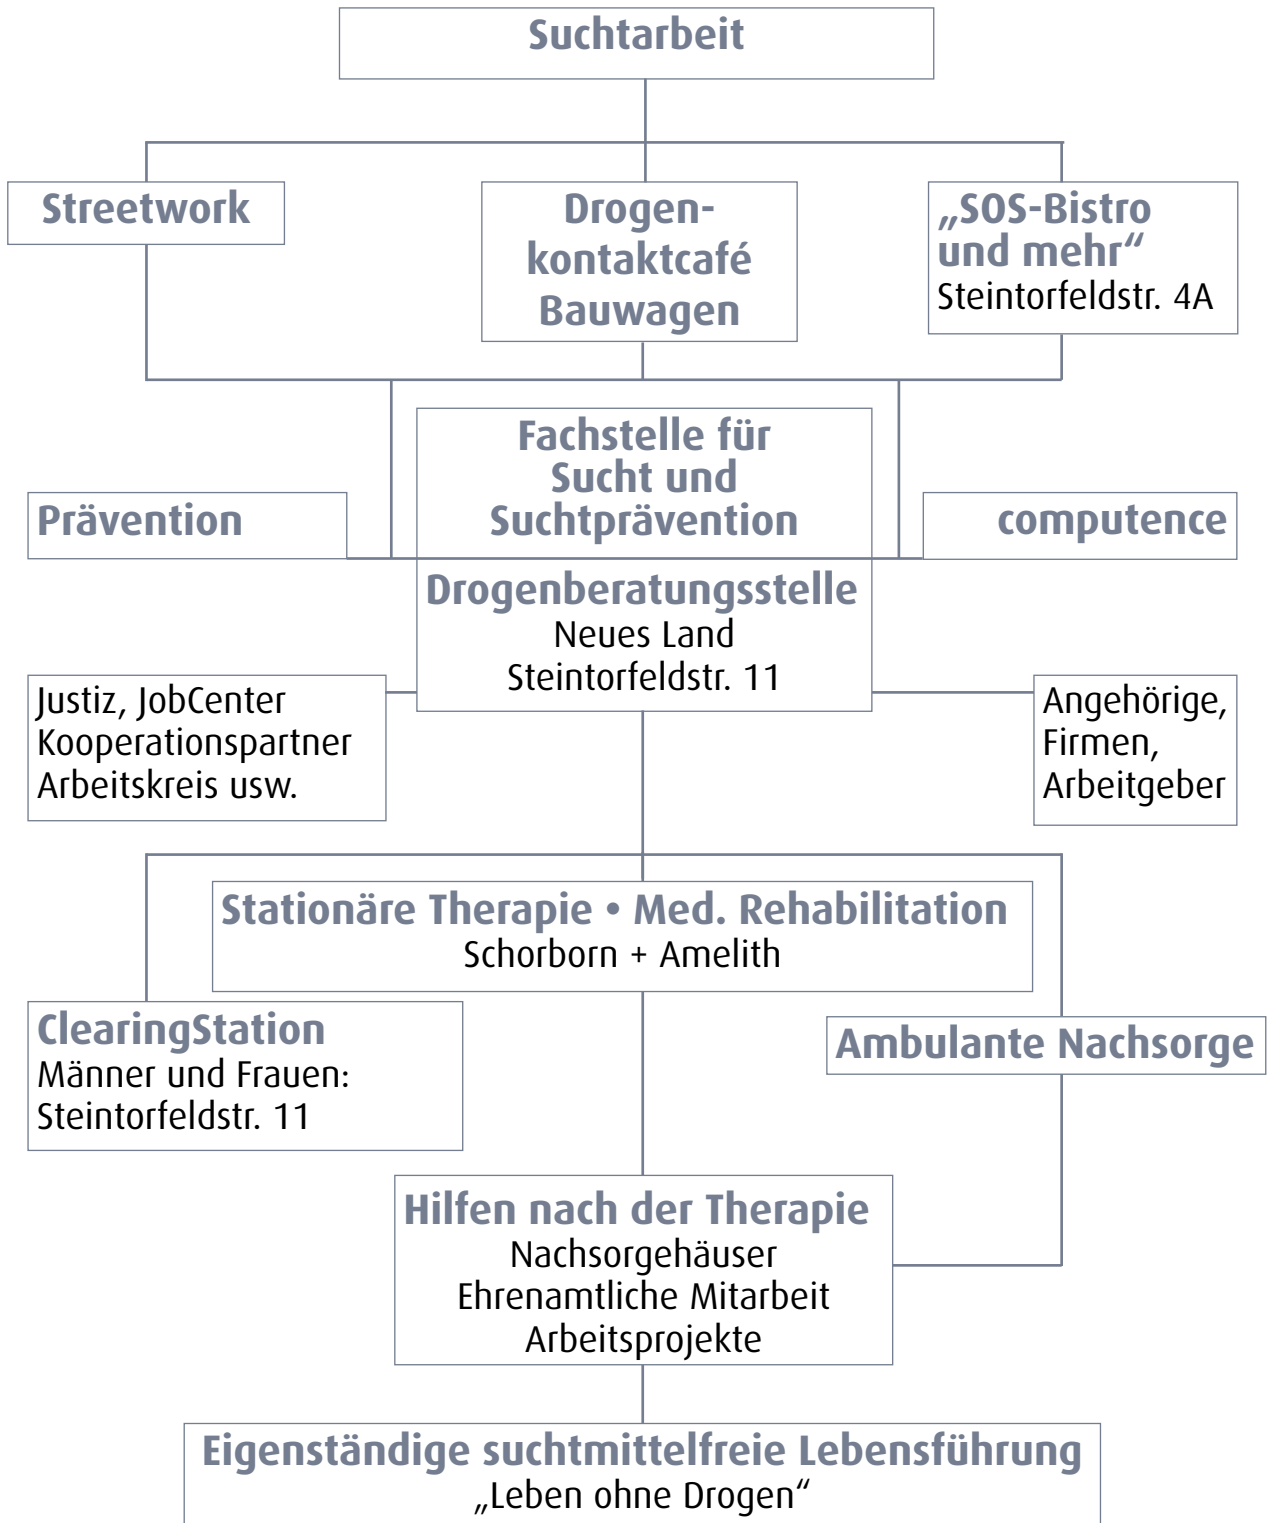 Suchtarbeit
Streetwork
Drogen-
kontaktcafé
Bauwagen
„SOS-Bistro
und mehr“
Steintorfeldstr. 4A
Fachstelle für
Sucht und
Suchtprävention
Prävention
computence
Drogenberatungsstelle
Neues Land
Steintorfeldstr. 11
Justiz, JobCenter
Kooperationspartner
Arbeitskreis usw.
Angehörige,
Firmen,
Arbeitgeber
Stationäre Therapie • Med. Rehabilitation
Schorborn + Amelith
ClearingStation
Männer und Frauen:
Steintorfeldstr. 11
Ambulante Nachsorge
Hilfen nach der Therapie
Nachsorgehäuser
Ehrenamtliche Mitarbeit
Arbeitsprojekte
Eigenständige suchtmittelfreie Lebensführung
„Leben ohne Drogen“